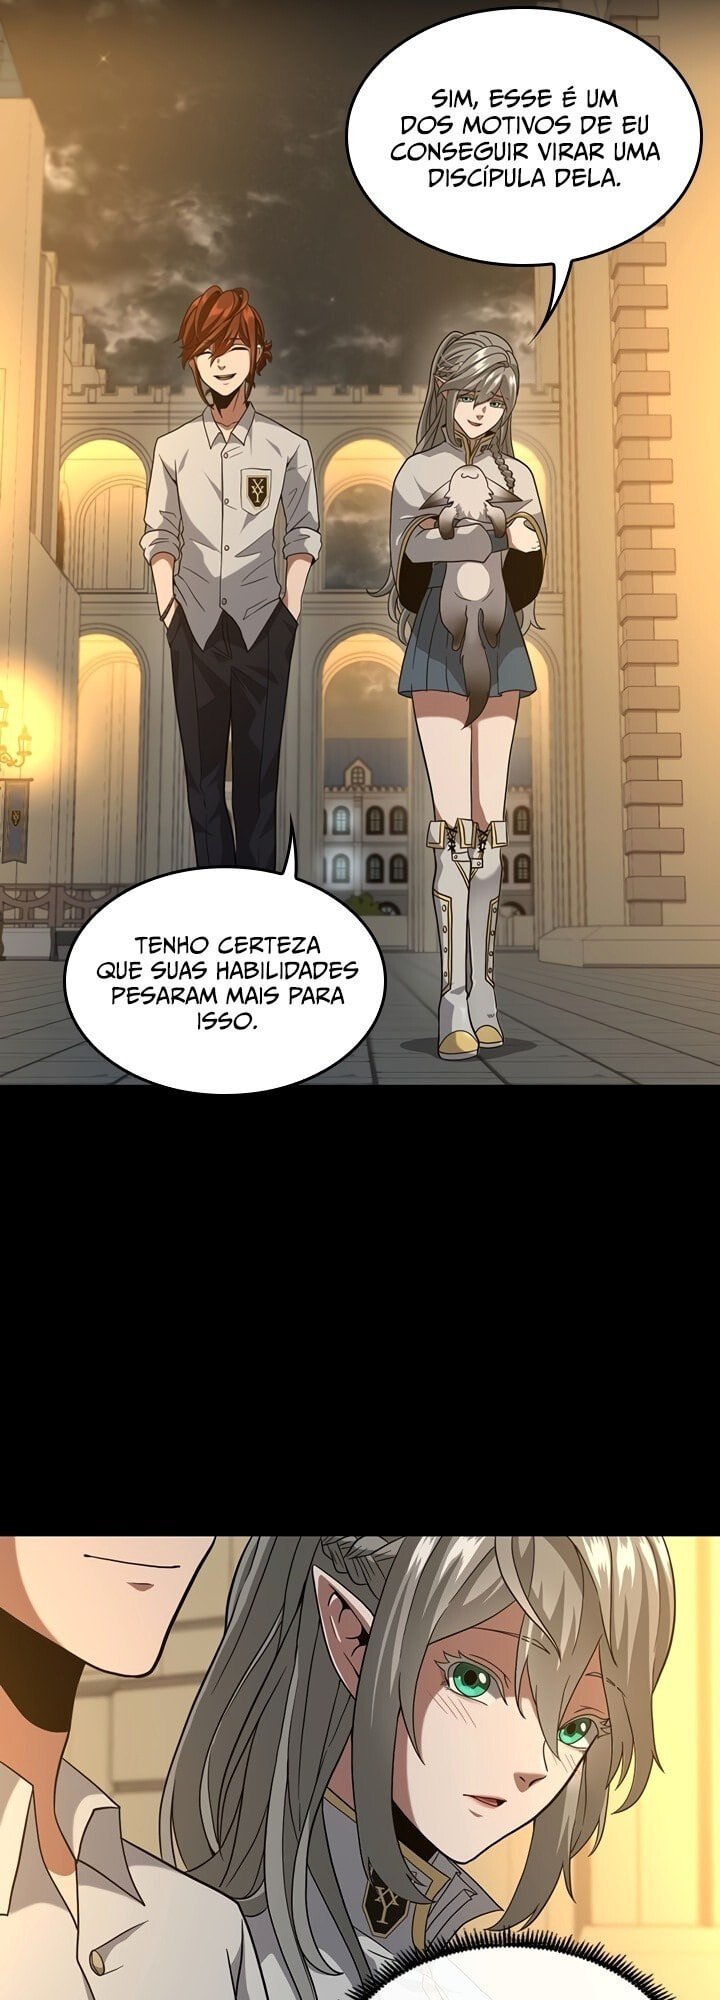 SIM, ESSE É UM
DOS MOTIVOS DE EU
CONSEGUIR VIRAR UMA
DISCÍPULA DELA.
TENHO CERTEZA
QUE SUAS HABILIDADES
PESARAM MAIS PARA
ISSO.